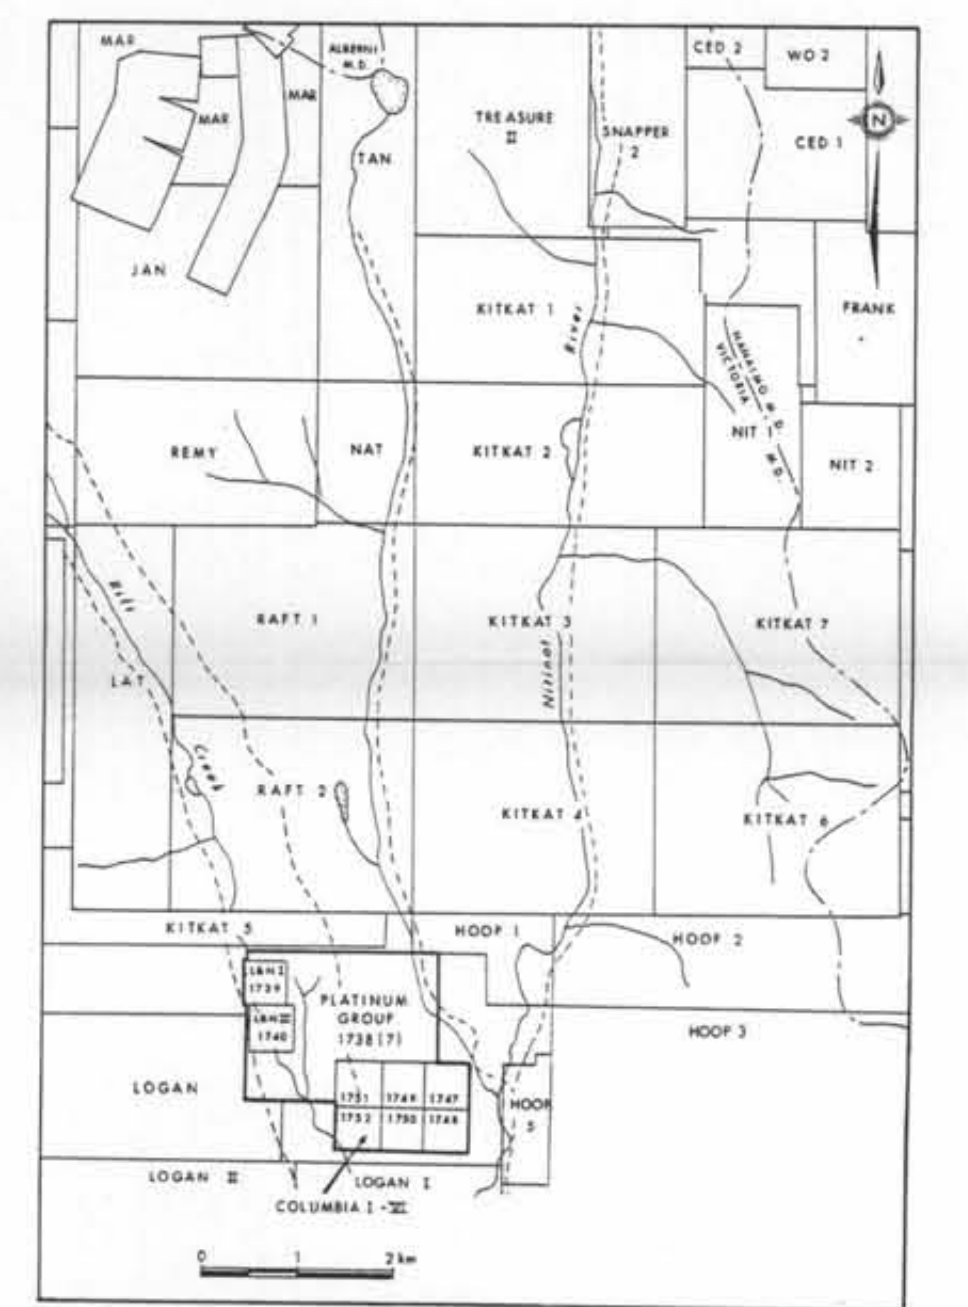 MAR
ALBERNI
M.D.
CED 2
WO 2
MAR
MAR
TREASURE
II
SNAPPER
2
N
CED 1
TAN
JAN
KITKAT 1
River
FRANK
NANAIMO M.D.
VICTORIA M.D.
REMY
NAT
KITKAT 2
NIT 1
NIT 2
RAFT 1
KITKAT 3
KITKAT 7
LAT
Nitinat
Creek
RAFT 2
KITKAT 4
KITKAT 6
KITKAT 5
HOOP 1
HOOP 2
L&N I
1739
PLATINUM
GROUP
1738(7)
L&N III
1740
HOOP 3
LOGAN
1751
1749
1747
1752
1750
1748
HOOP
5
LOGAN II
LOGAN I
COLUMBIA I - VI
0
1
2 km